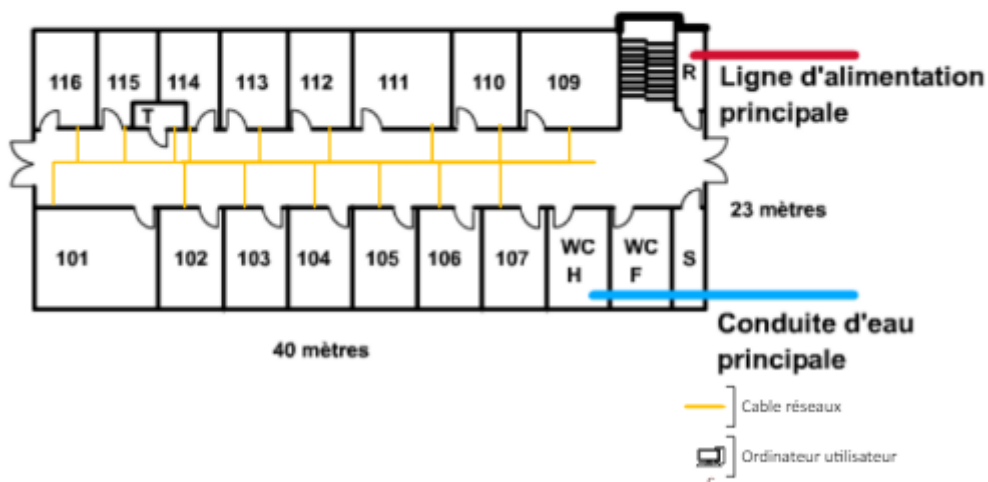 116 115 114 113 112 111 110 109 R
T
Ligne d'alimentation
principale
23 mètres
101 102 103 104 105 106 107 WC H WC F S
Conduite d'eau
principale
40 mètres
Cable réseaux
Ordinateur utilisateur